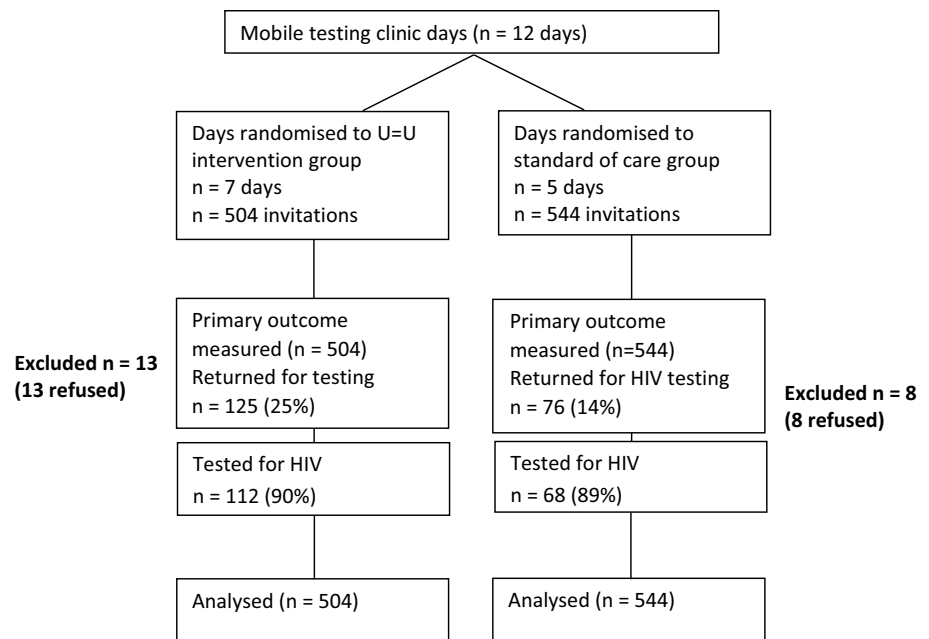 Mobile testing clinic days (n = 12 days)
Days randomised to U=U
intervention group
n = 7 days
n = 504 invitations
Days randomised to
standard of care group
n = 5 days
n = 544 invitations
Excluded n = 13
(13 refused)
Primary outcome
measured (n = 504)
Returned for testing
n = 125 (25%)
Primary outcome
measured (n=544)
Returned for HIV testing
n = 76 (14%)
Excluded n = 8
(8 refused)
Tested for HIV
n = 112 (90%)
Tested for HIV
n = 68 (89%)
Analysed (n = 504)
Analysed (n = 544)